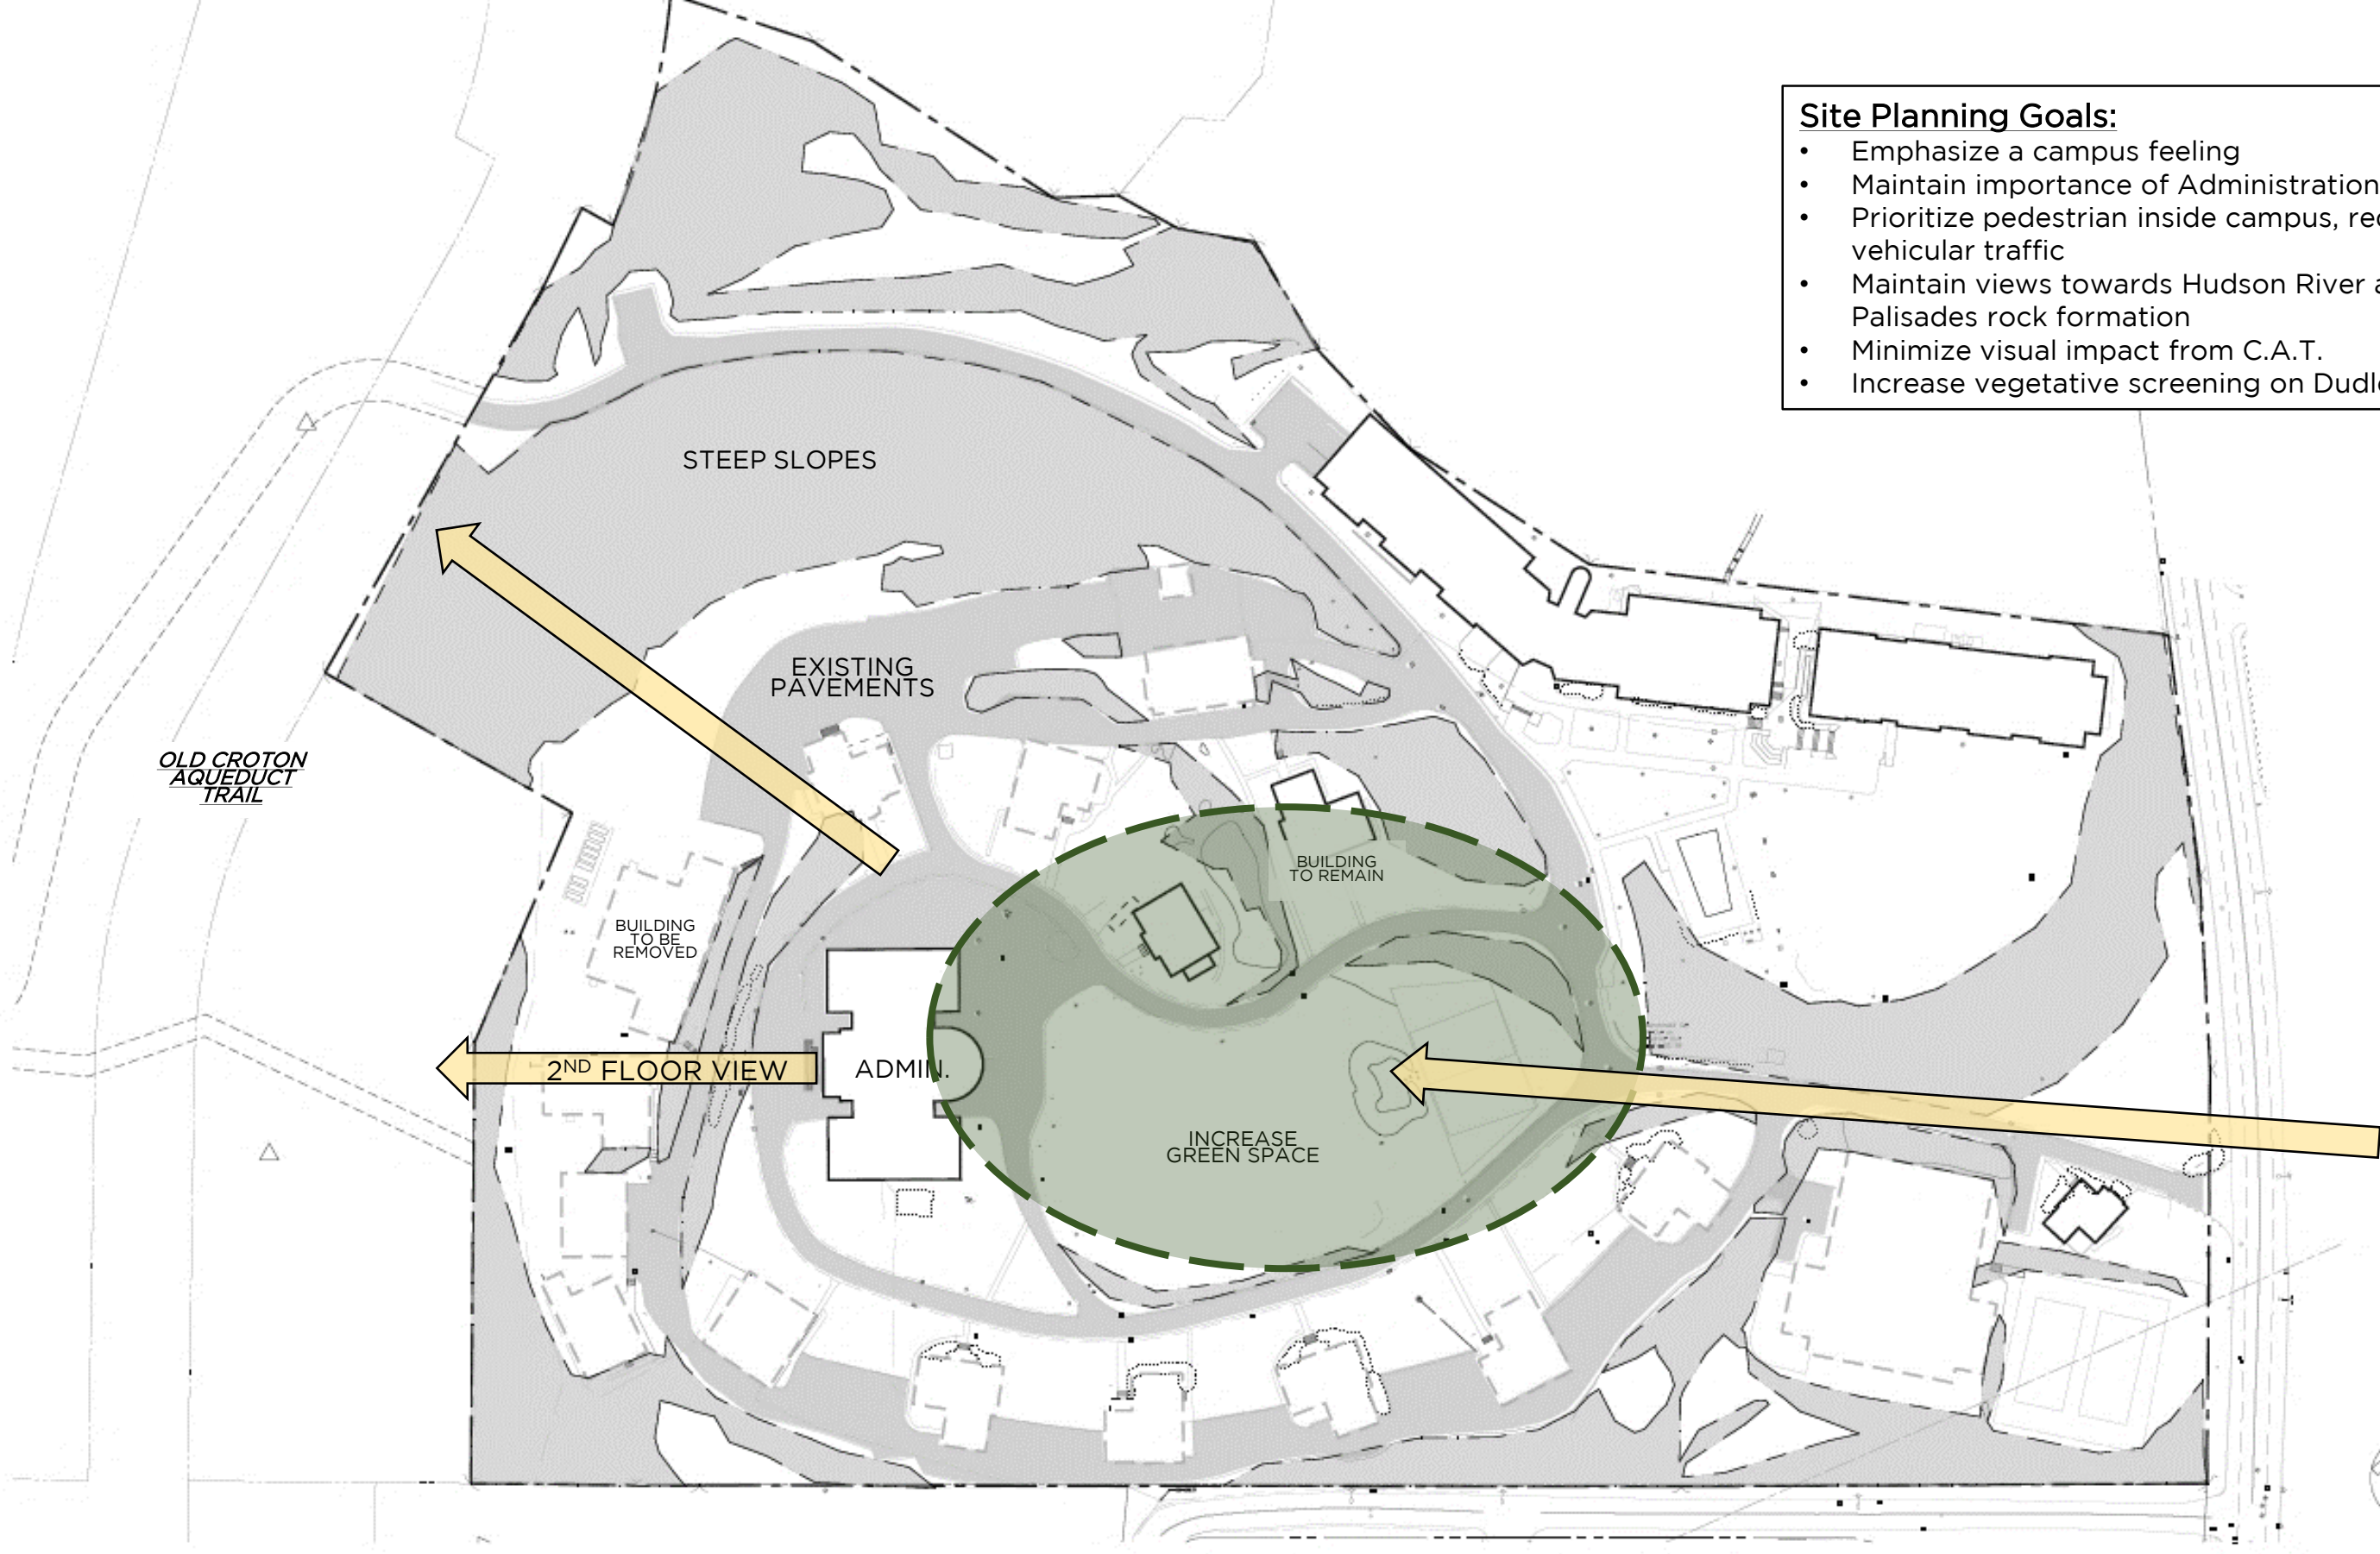 Site Planning Goals:
• Emphasize a campus feeling
• Maintain importance of Administration
• Prioritize pedestrian inside campus,
vehicular traffic
• Maintain views towards Hudson River
Palisades rock formation
• Minimize visual impact from C.A.T.
• Increase vegetative screening on
STEEP SLOPES
EXISTING
PAVEMENTS
OLD CROTON
AQUEDUCT
TRAIL
BUILDING
TO REMAIN
BUILDING
TO BE
REMOVED
2ND FLOOR VIEW
ADMIN.
INCREASE
GREEN SPACE